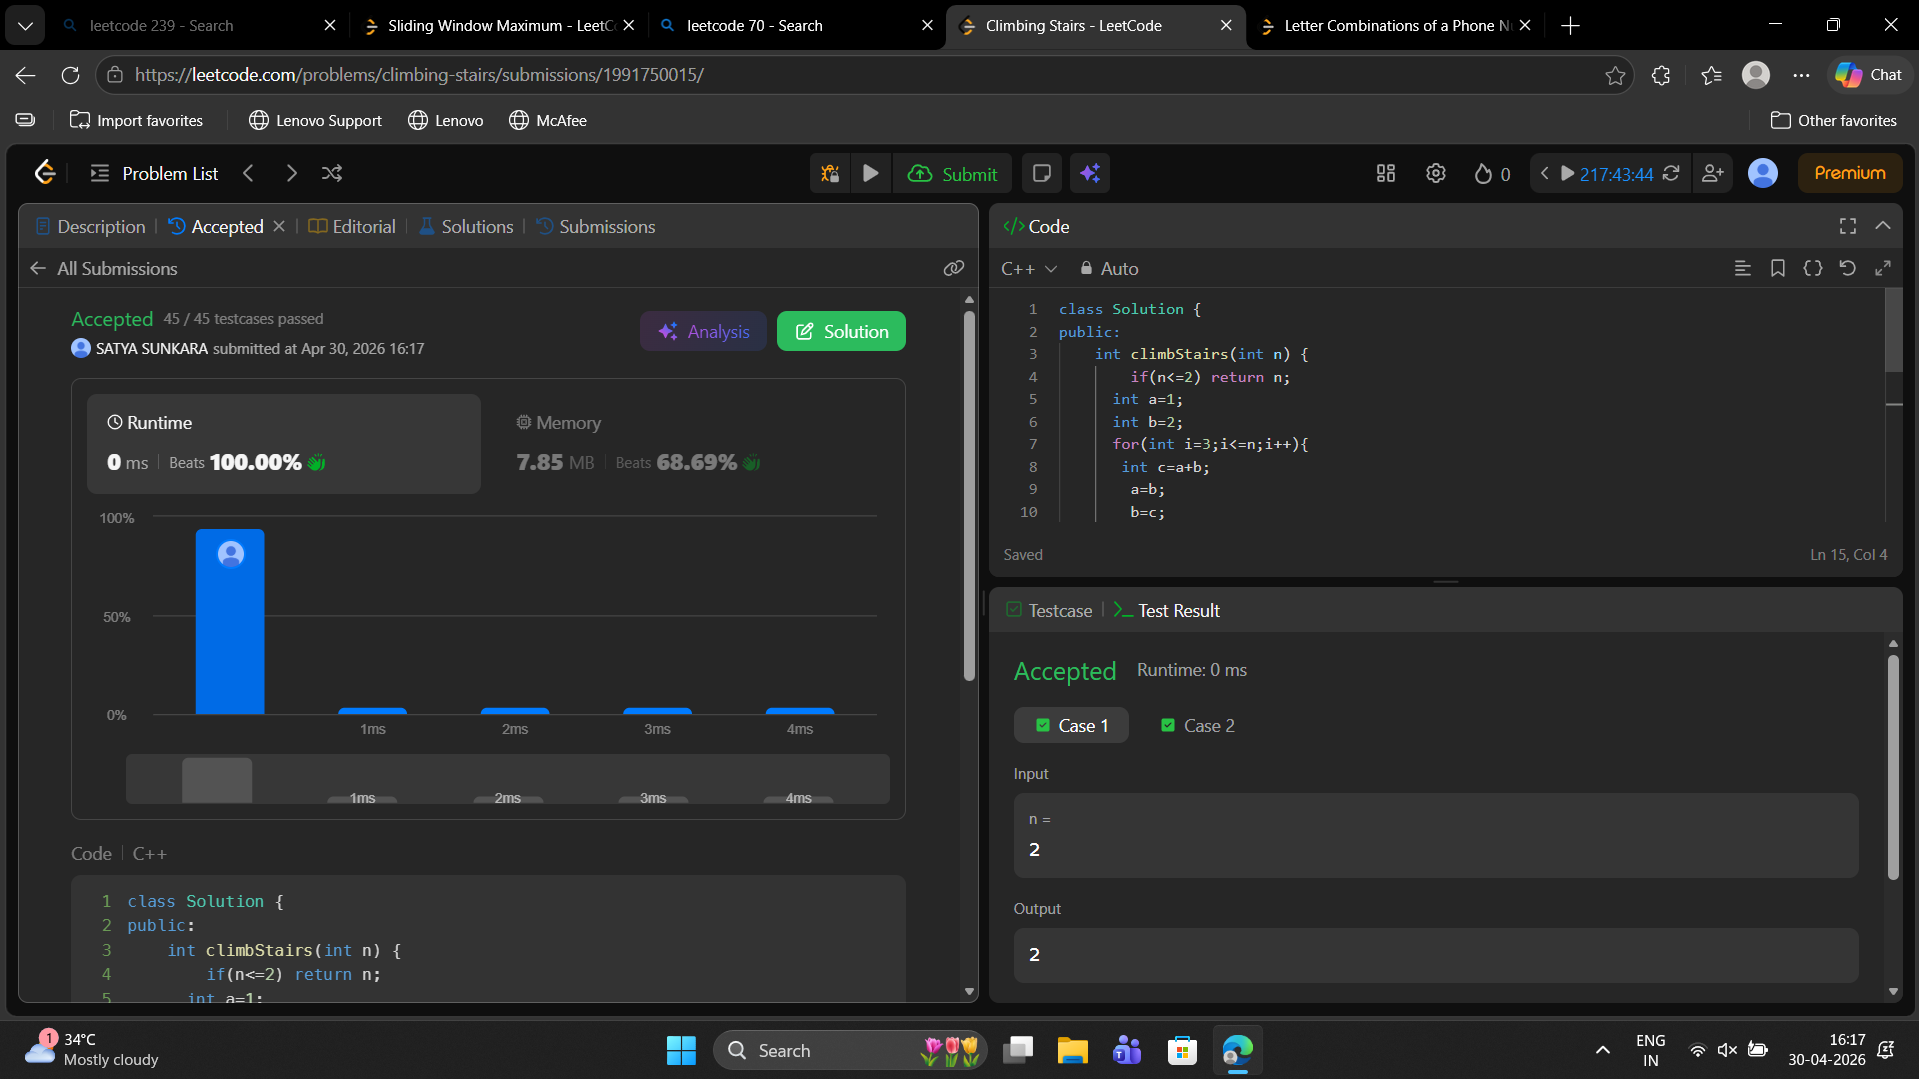 leetcode 239 - Search
Sliding Window Maximum - LeetC
leetcode 70 - Search
Climbing Stairs - LeetCode
Letter Combinations of a Phone N
https://leetcode.com/problems/climbing-stairs/submissions/1991750015/
Chat
Import favorites
Lenovo Support
Lenovo
McAfee
Other favorites
Problem List
Submit
0
217:43:44
Premium
Description
Accepted
Editorial
Solutions
Submissions
All Submissions
Accepted 45 / 45 testcases passed
SATYA SUNKARA submitted at Apr 30, 2026 16:17
Analysis
Solution
Runtime
0 ms Beats 100.00%
Memory
7.85 MB Beats 68.69%
100%
50%
0%
1ms 2ms 3ms 4ms
1ms 2ms 3ms 4ms
Code C++
1 class Solution {
2 public:
3 int climbStairs(int n) {
4 if(n<=2) return n;
5 int a=1;
</> Code
C++ Auto
1 class Solution {
2 public:
3 int climbStairs(int n) {
4 if(n<=2) return n;
5 int a=1;
6 int b=2;
7 for(int i=3;i<=n;i++){
8 int c=a+b;
9 a=b;
10 b=c;
Saved
Ln 15, Col 4
Testcase
Test Result
Accepted Runtime: 0 ms
Case 1
Case 2
Input
n =
2
Output
2
1
34°C
Mostly cloudy
Search
ENG
IN
16:17
30-04-2026